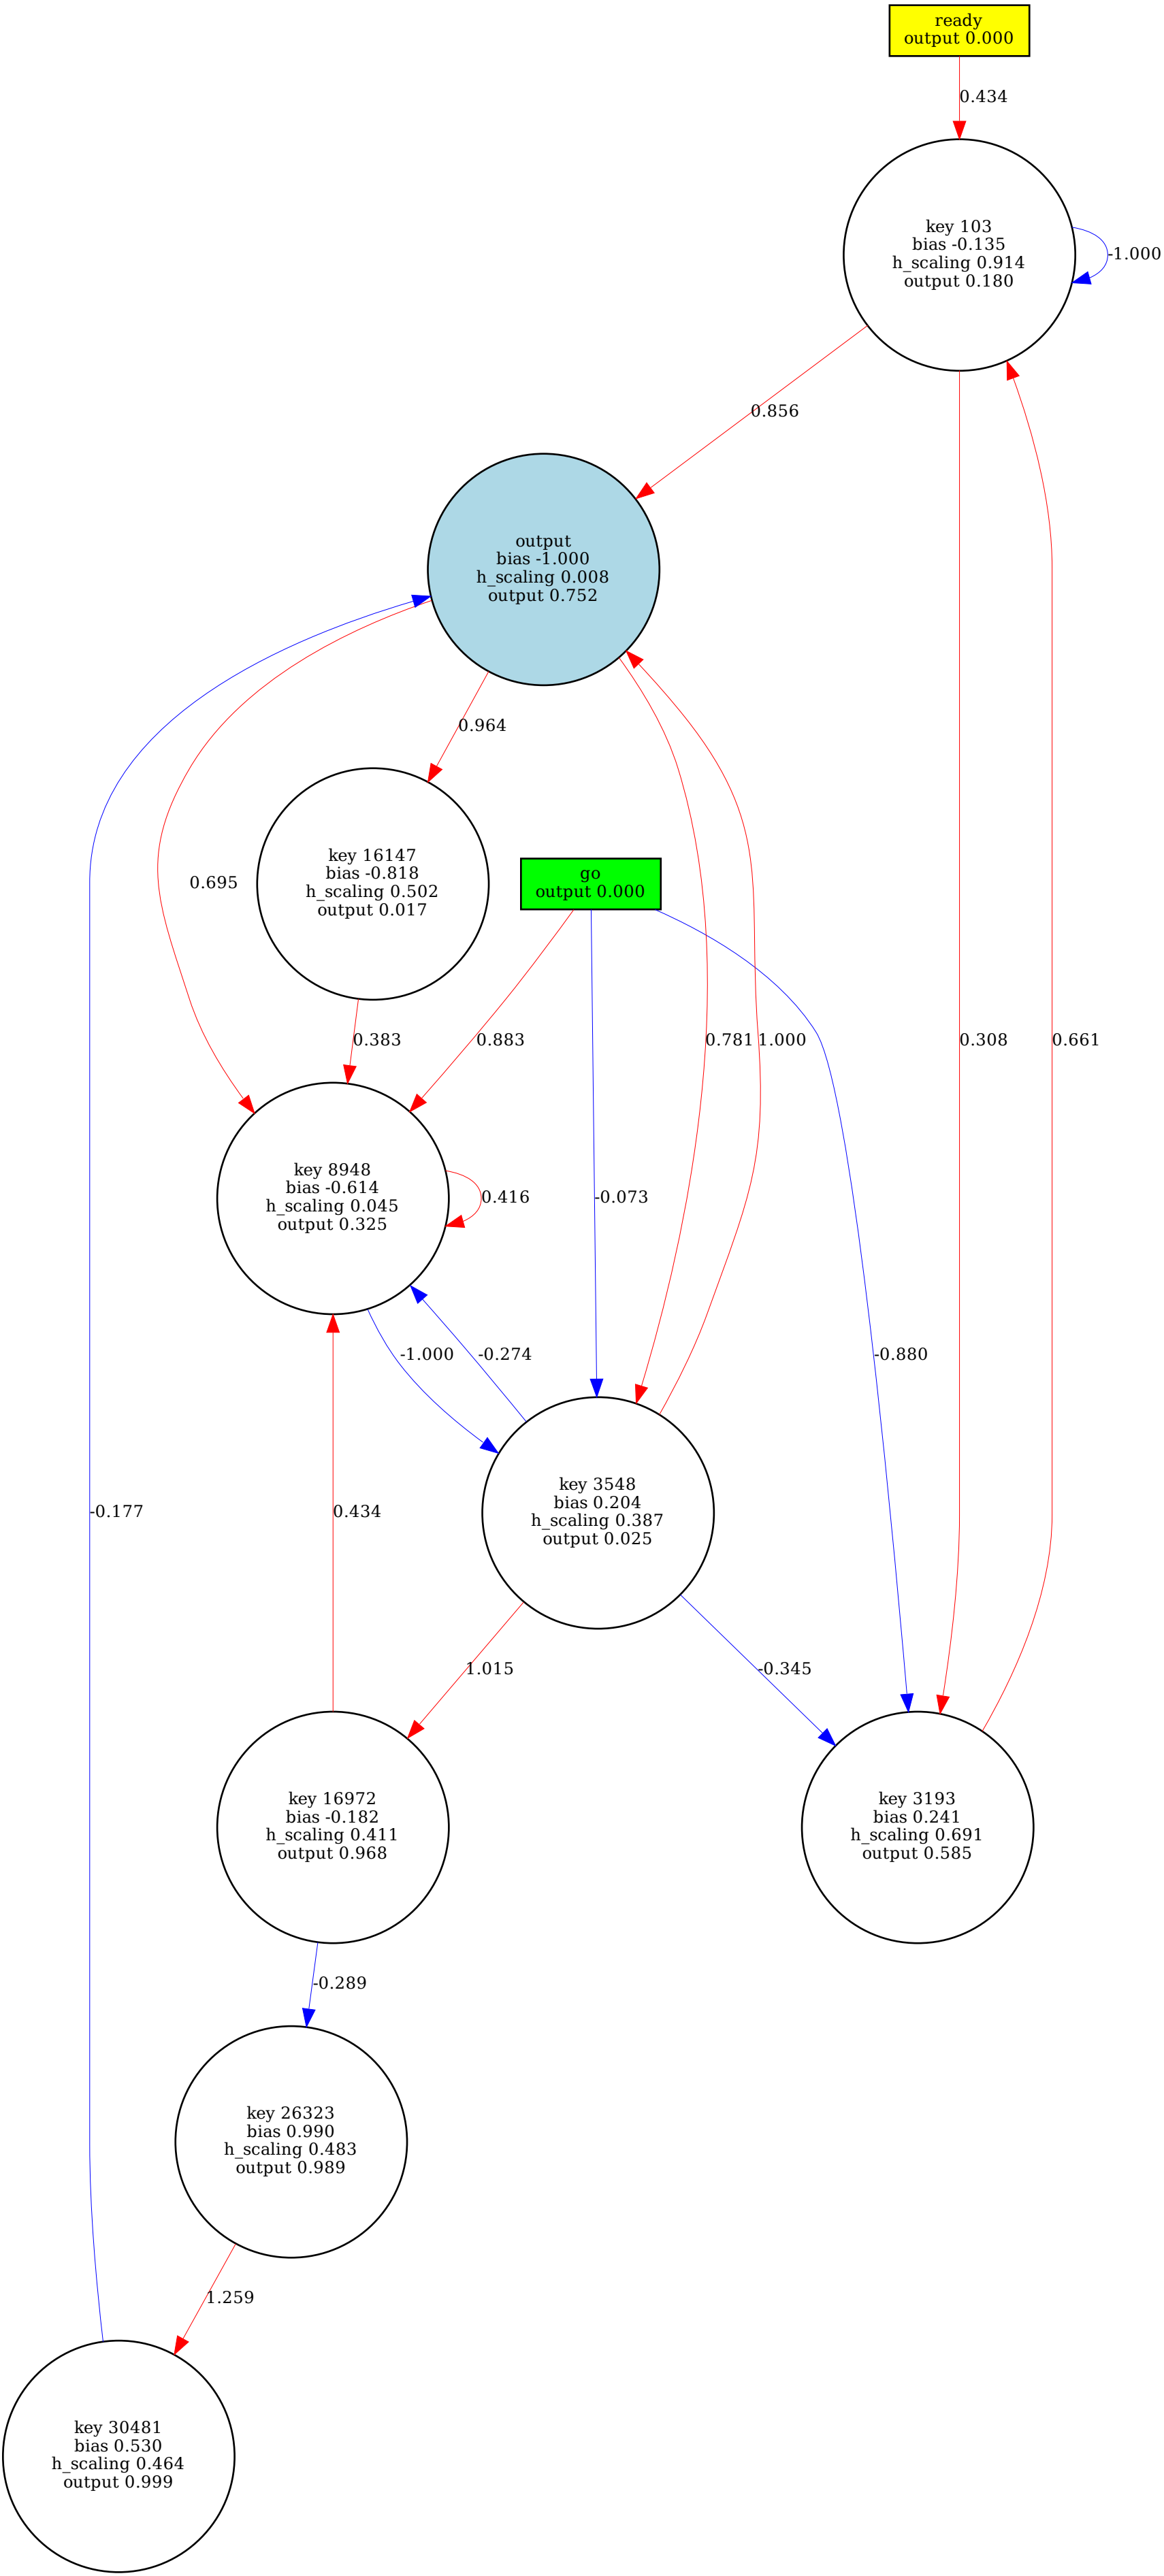 ready
output 0.000
0.434
key 103
bias -0.135
h_scaling 0.914
output 0.180
-1.000
0.856
output
bias -1.000
h_scaling 0.008
output 0.752
0.964
key 16147
bias -0.818
h_scaling 0.502
output 0.017
go
output 0.000
0.695
0.383
0.883
0.781
1.000
0.308
0.661
key 8948
bias -0.614
h_scaling 0.045
output 0.325
0.416
-0.073
-1.000
-0.274
-0.880
key 3548
bias 0.204
h_scaling 0.387
output 0.025
-0.177
0.434
1.015
-0.345
key 16972
bias -0.182
h_scaling 0.411
output 0.968
key 3193
bias 0.241
h_scaling 0.691
output 0.585
-0.289
key 26323
bias 0.990
h_scaling 0.483
output 0.989
1.259
key 30481
bias 0.530
h_scaling 0.464
output 0.999